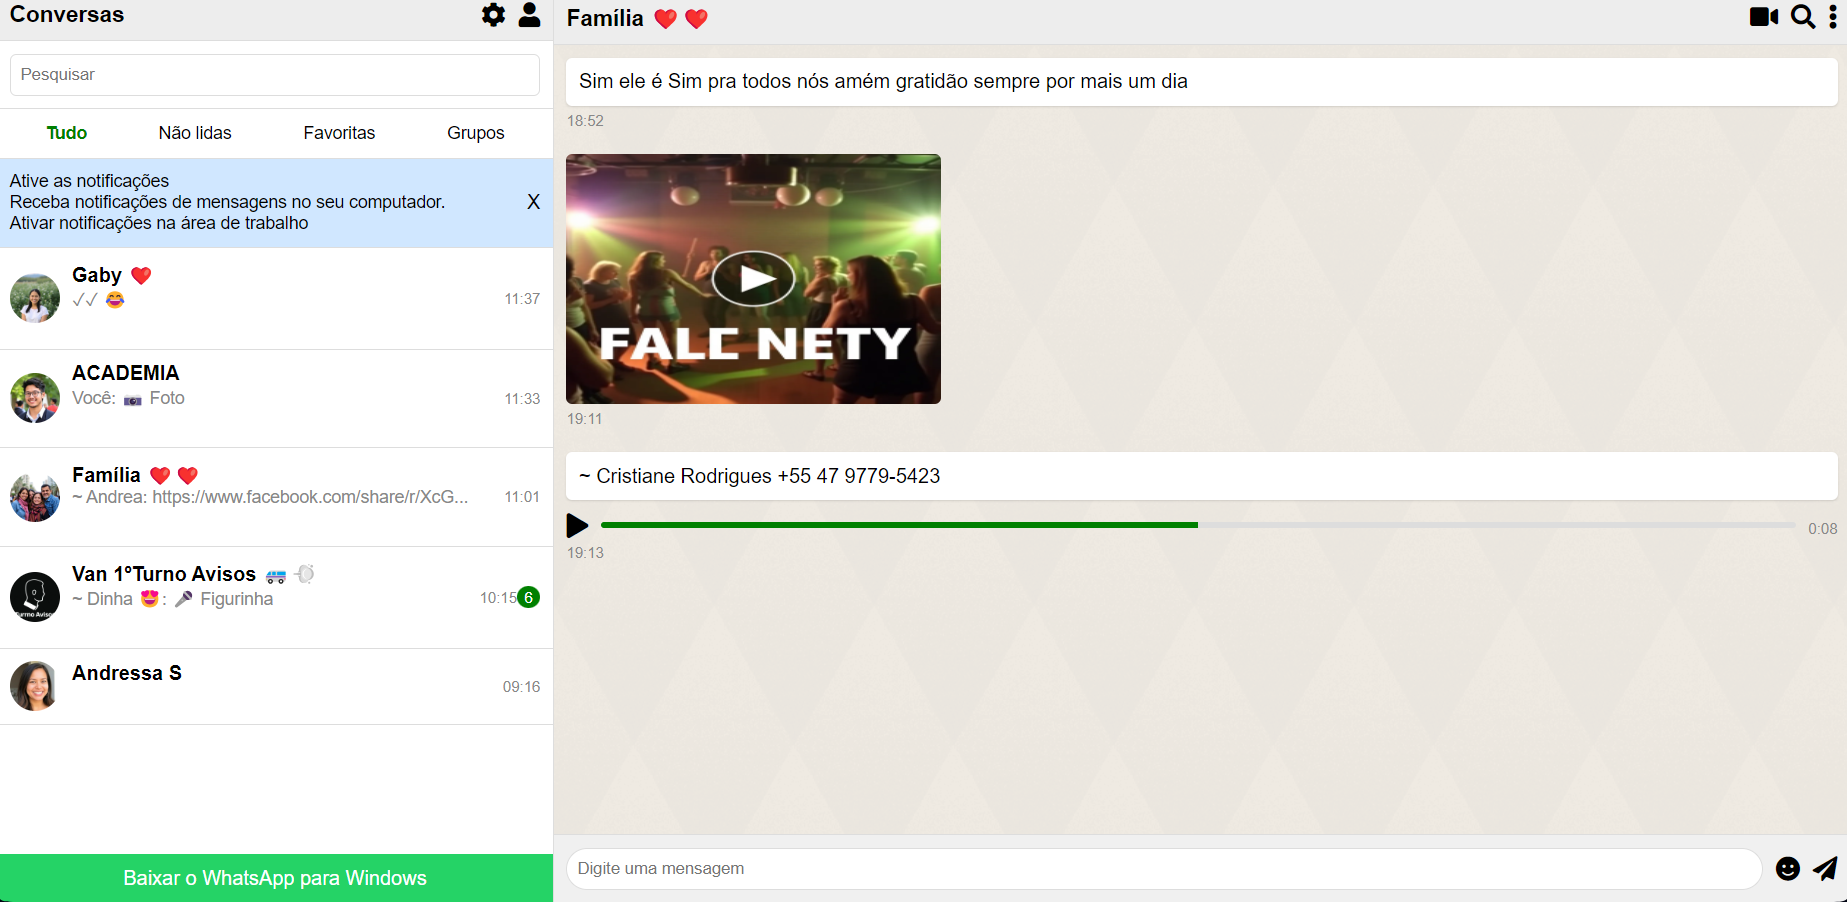 Conversas
Pesquisar
Tudo Não lidas Favoritas Grupos
Ative as notificações
Receba notificações de mensagens no seu computador. X
Ativar notificações na área de trabalho
Gaby ❤️
✓✓ 😂 11:37
ACADEMIA
Você: 📷 Foto 11:33
Família ❤️ ❤️
~ Andrea: https://www.facebook.com/share/r/XcG... 11:01
Van 1ºTurno Avisos 🚐 💨
~ Dinha 😍: 🎤 Figurinha 10:15 6
Turno Aviso
Andressa S
09:16
Baixar o WhatsApp para Windows
Família ❤️ ❤️
Sim ele é Sim pra todos nós amém gratidão sempre por mais um dia
18:52
FALC NETY
19:11
~ Cristiane Rodrigues +55 47 9779-5423
0:08
19:13
Digite uma mensagem